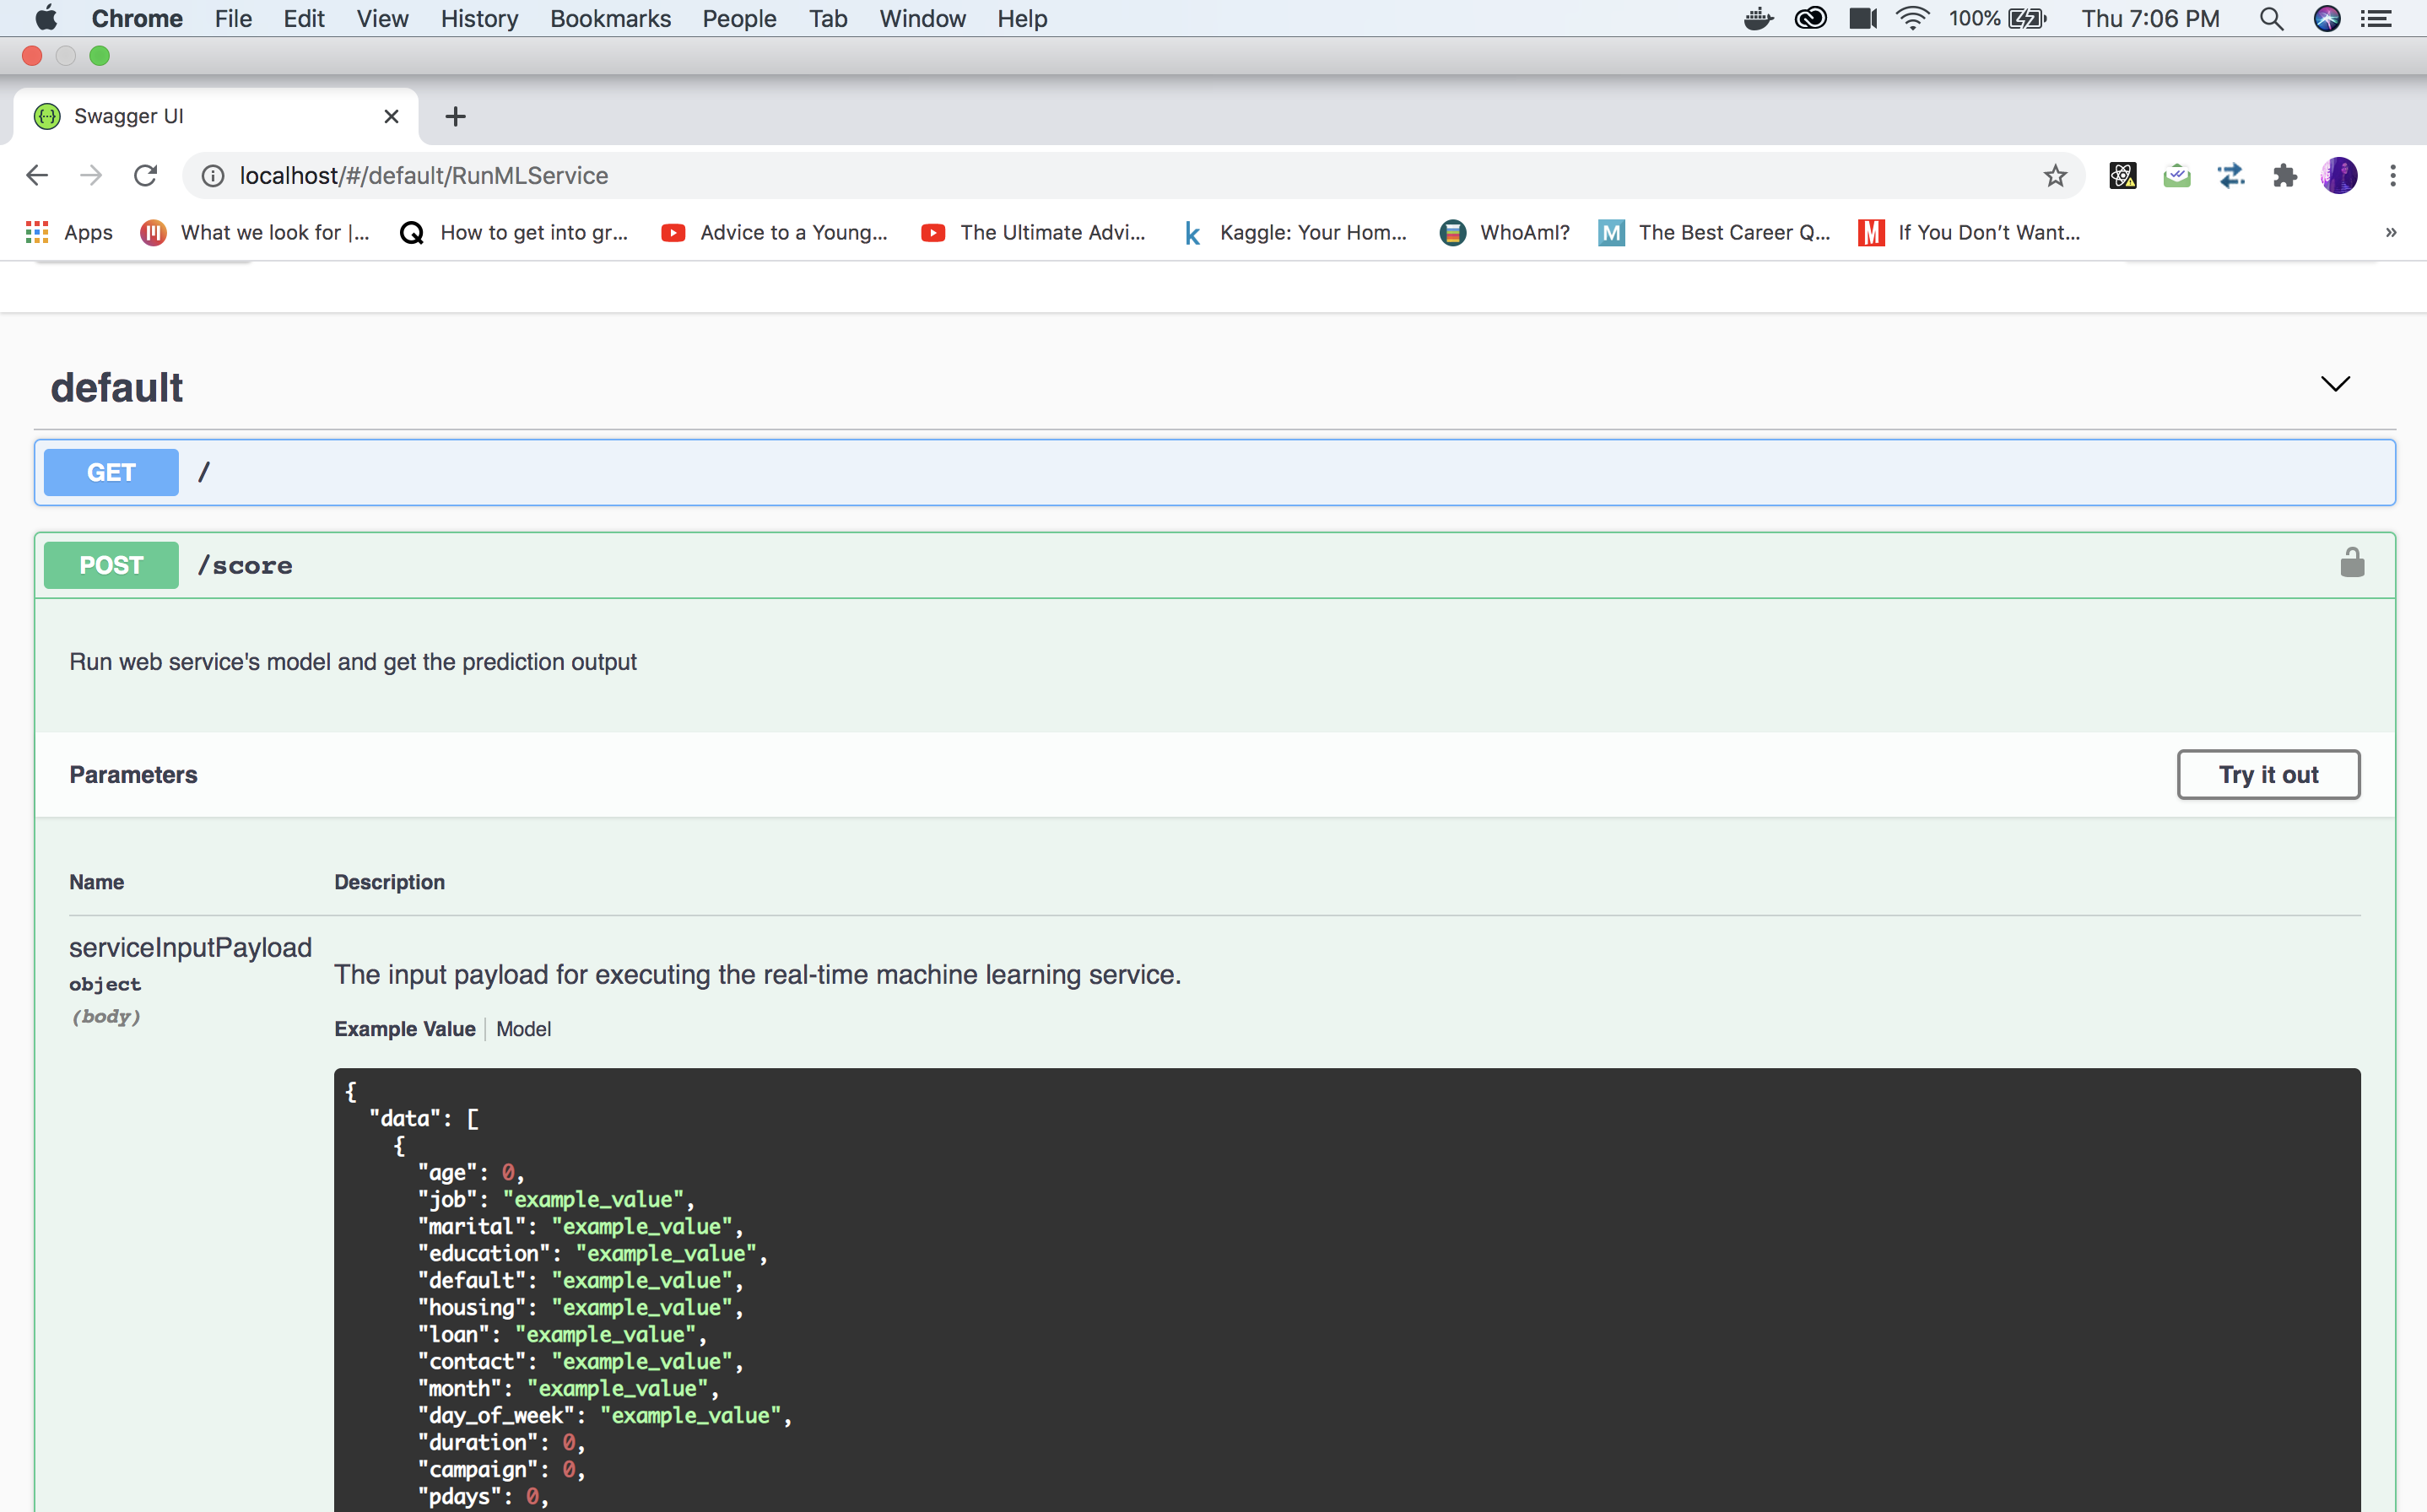 Chrome File Edit View History Bookmarks People Tab Window Help 100% Thu 7:06 PM
Swagger UI
localhost/#/default/RunMLService
Apps What we look for |... How to get into gr... Advice to a Young... The Ultimate Advi... Kaggle: Your Hom... WhoAmI? The Best Career Q... If You Don’t Want... »
default
GET /
POST /score
Run web service's model and get the prediction output
Parameters Try it out
Name Description
serviceInputPayload
object
(body)
The input payload for executing the real-time machine learning service.
Example Value Model
{
"data": [
{
"age": 0,
"job": "example_value",
"marital": "example_value",
"education": "example_value",
"default": "example_value",
"housing": "example_value",
"loan": "example_value",
"contact": "example_value",
"month": "example_value",
"day_of_week": "example_value",
"duration": 0,
"campaign": 0,
"pdays": 0,